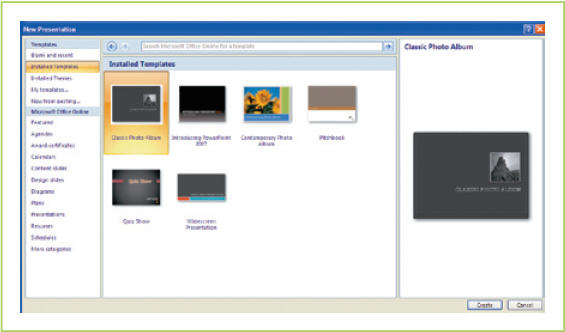 New Presentation
Templates
Blank and recent
Installed Templates
Installed Themes
My templates...
New from existing...
Microsoft Office Online
Featured
Agendas
Award certificates
Calendars
Content slides
Design slides
Diagrams
Plans
Presentations
Resumes
Schedules
More categories
Search Microsoft Office Online for a template
Installed Templates
Classic Photo Album
Introducing PowerPoint
2007
Contemporary Photo
Album
Pitchbook
Quiz Show
Quiz Show
Widescreen
Presentation
Classic Photo Album
CLASSIC PHOTO ALBUM
Create
Cancel